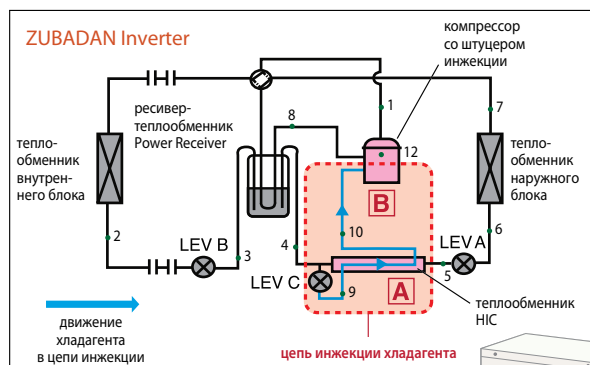 ZUBADAN Inverter
компрессор
со штуцером
инжекции
ресивер-
теплообменник
Power Receiver
8
1
7
12
тепло-
обменник
внутрен-
него блока
тепло-
обменник
наружного
блока
B
2
LEV B
3
4
10
LEV A
6
5
LEV C
9
A
теплообменник
HIC
движение
хладагента
в цепи инжекции
цепь инжекции хладагента